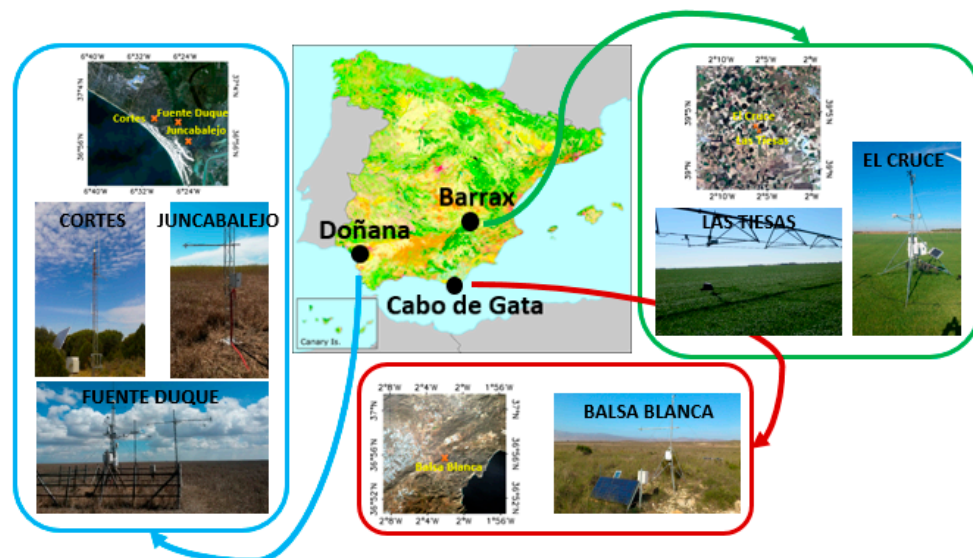 6°40'W 6°32'W 6°24'W
37°4'N
37°4'N
Cortes
Fuente Duque
Juncabalejo
36°56'N
36°56'N
6°40'W 6°32'W 6°24'W
CORTES
JUNCABALEJO
FUENTE DUQUE
Barrax
Doñana
Cabo de Gata
Canary Is.
2°10'W 2°5'W 2°W
39°5'N
39°5'N
El Cruce
Las Tiesas
39°N
39°N
2°10'W 2°5'W 2°W
EL CRUCE
LAS TIESAS
2°8'W 2°4'W 2°W 1°56'W
37°N
37°N
36°56'N
36°56'N
Balsa Blanca
36°52'N
36°52'N
2°8'W 2°4'W 2°W 1°56'W
BALSA BLANCA